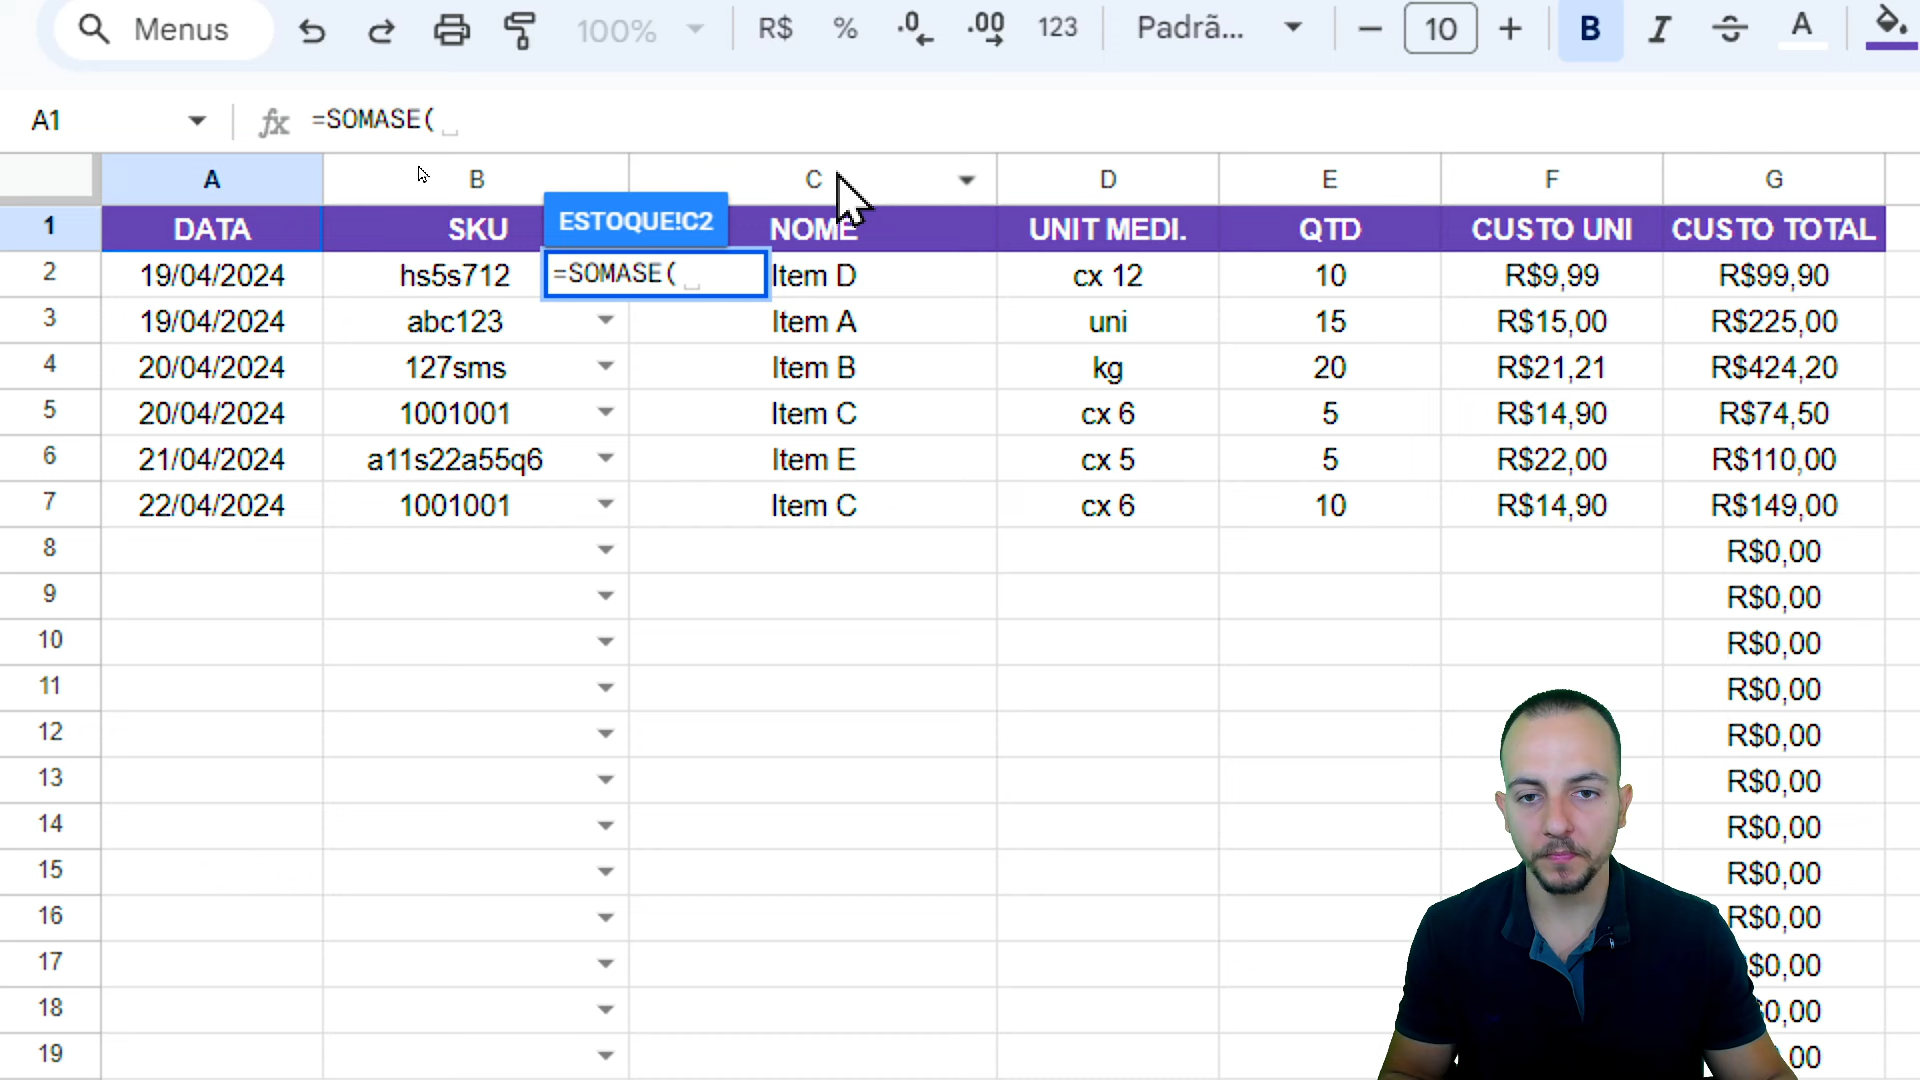 Menus 100% R$ % .0 .00 123 Padrã... − 10 + B I A
A1 fx =SOMASE(
A B C D E F G
ESTOQUE!C2
1 DATA SKU NOME UNIT MEDI. QTD CUSTO UNI CUSTO TOTAL
=SOMASE(
2 19/04/2024 hs5s712 Item D cx 12 10 R$9,99 R$99,90
3 19/04/2024 abc123 Item A uni 15 R$15,00 R$225,00
4 20/04/2024 127sms Item B kg 20 R$21,21 R$424,20
5 20/04/2024 1001001 Item C cx 6 5 R$14,90 R$74,50
6 21/04/2024 a11s22a55q6 Item E cx 5 5 R$22,00 R$110,00
7 22/04/2024 1001001 Item C cx 6 10 R$14,90 R$149,00
8 R$0,00
9 R$0,00
10 R$0,00
11 R$0,00
12 R$0,00
13 R$0,00
14 R$0,00
15 R$0,00
16 R$0,00
17 $0,00
18 0,00
19 00